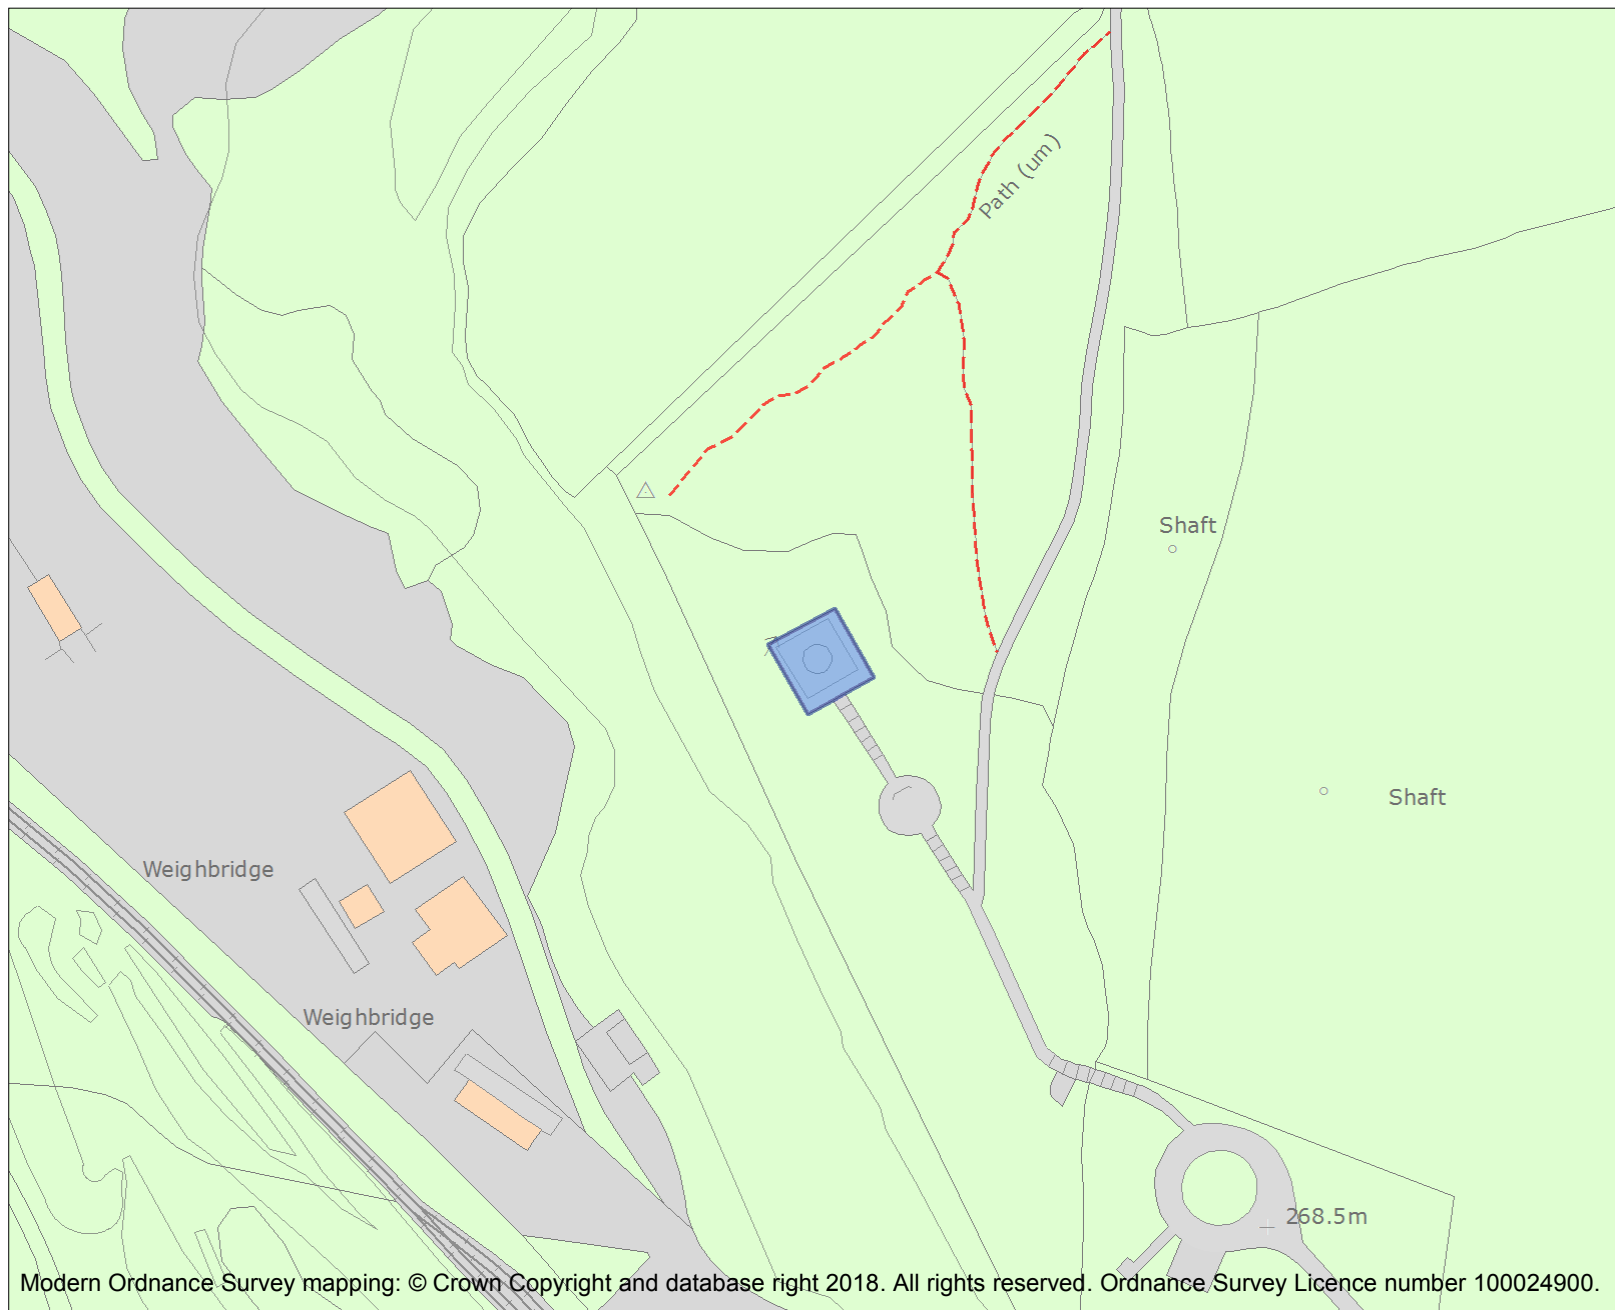 Path (um)
Shaft
Shaft
Weighbridge
Weighbridge
268.5m
Modern Ordnance Survey mapping: © Crown Copyright and database right 2018. All rights reserved. Ordnance Survey Licence number 100024900.